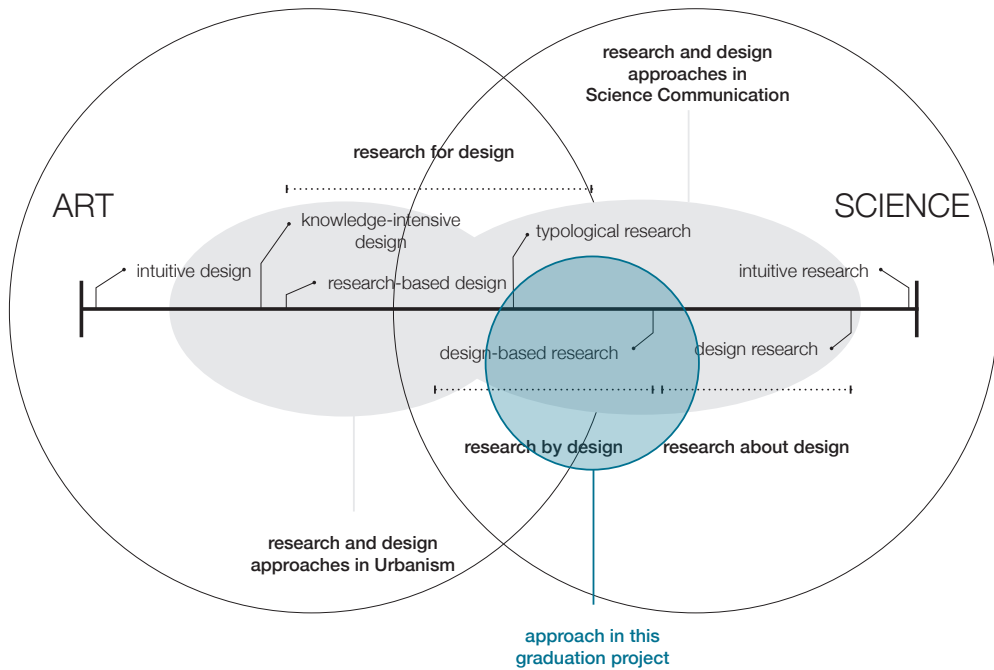 research and design
approaches in
Science Communication
research for design
ART
SCIENCE
knowledge-intensive
design
typological research
intuitive design
research-based design
intuitive research
design-based research
design research
research by design
research about design
research and design
approaches in Urbanism
approach in this
graduation project